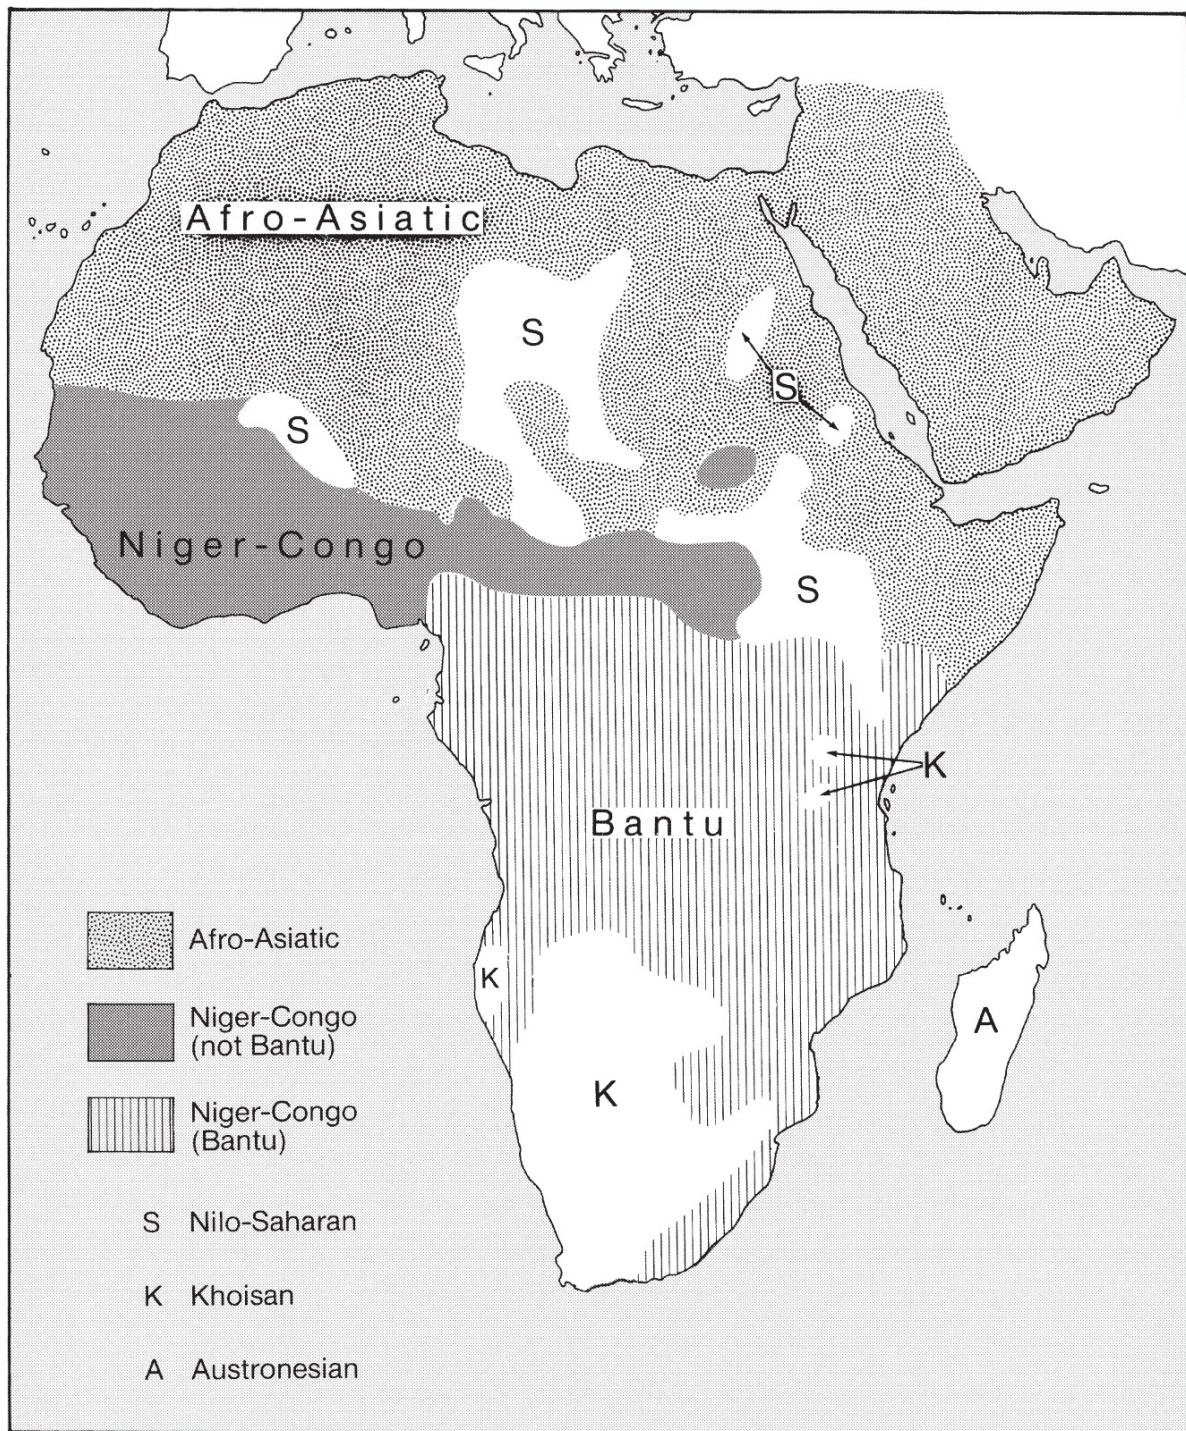 Afro-Asiatic
S
S
S
Niger-Congo
S
K
Bantu
K
A
K
Afro-Asiatic
Niger-Congo
(not Bantu)
Niger-Congo
(Bantu)
S Nilo-Saharan
K Khoisan
A Austronesian